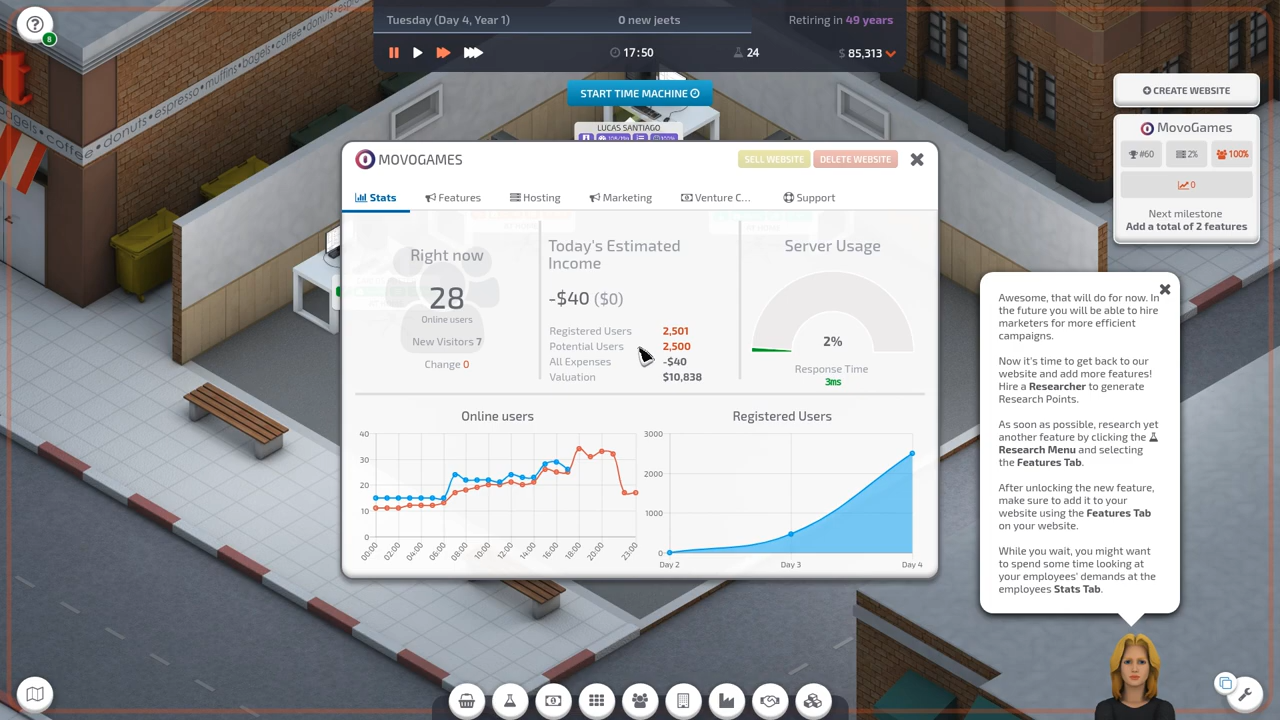 ?
8
Tuesday (Day 4, Year 1)
0 new jeets
Retiring in 49 years
17:50
24
$ 85,313
START TIME MACHINE
LUCAS SANTIAGO
bagels • coffee • donuts • espresso • muffins • bagels • coffee
CREATE WEBSITE
MovoGames
#60
2%
100%
0
Next milestone
Add a total of 2 features
MOVOGAMES
SELL WEBSITE
DELETE WEBSITE
Stats
Features
Hosting
Marketing
Venture C...
Support
Right now
28
Online users
New Visitors 7
Change 0
Today's Estimated
Income
-$40 ($0)
Registered Users 2,501
Potential Users 2,500
All Expenses -$40
Valuation $10,838
Server Usage
2%
Response Time
3ms
Online users
40
30
20
10
0
00:00 02:00 04:00 06:00 08:00 10:00 12:00 14:00 16:00 18:00 20:00 23:00
Registered Users
3000
2000
1000
0
Day 2 Day 3 Day 4
Awesome, that will do for now. In
the future you will be able to hire
marketers for more efficient
campaigns.
Now it's time to get back to our
website and add more features!
Hire a Researcher to generate
Research Points.
As soon as possible, research yet
another feature by clicking the
Research Menu and selecting
the Features Tab.
After unlocking the new feature,
make sure to add it to your
website using the Features Tab
on your website.
While you wait, you might want
to spend some time looking at
your employees' demands at the
employees Stats Tab.